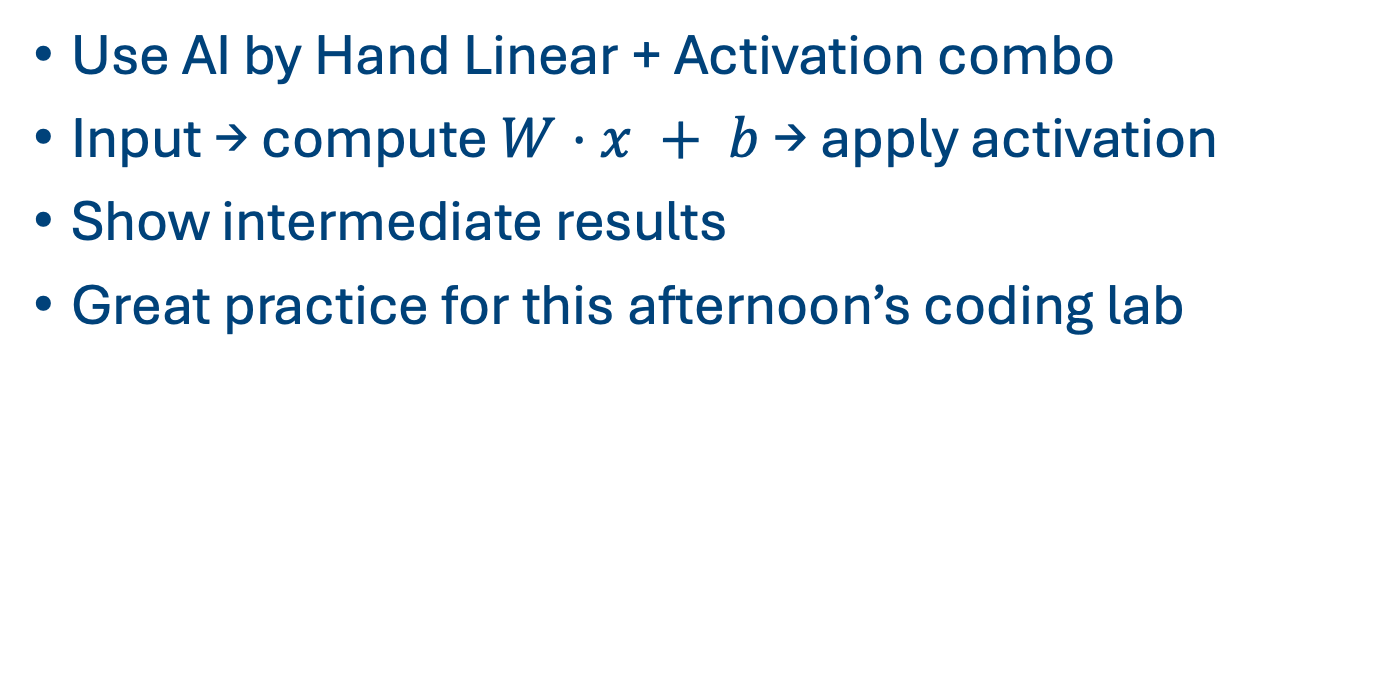 • Use AI by Hand Linear + Activation combo
• Input → compute W · x + b → apply activation
• Show intermediate results
• Great practice for this afternoon’s coding lab